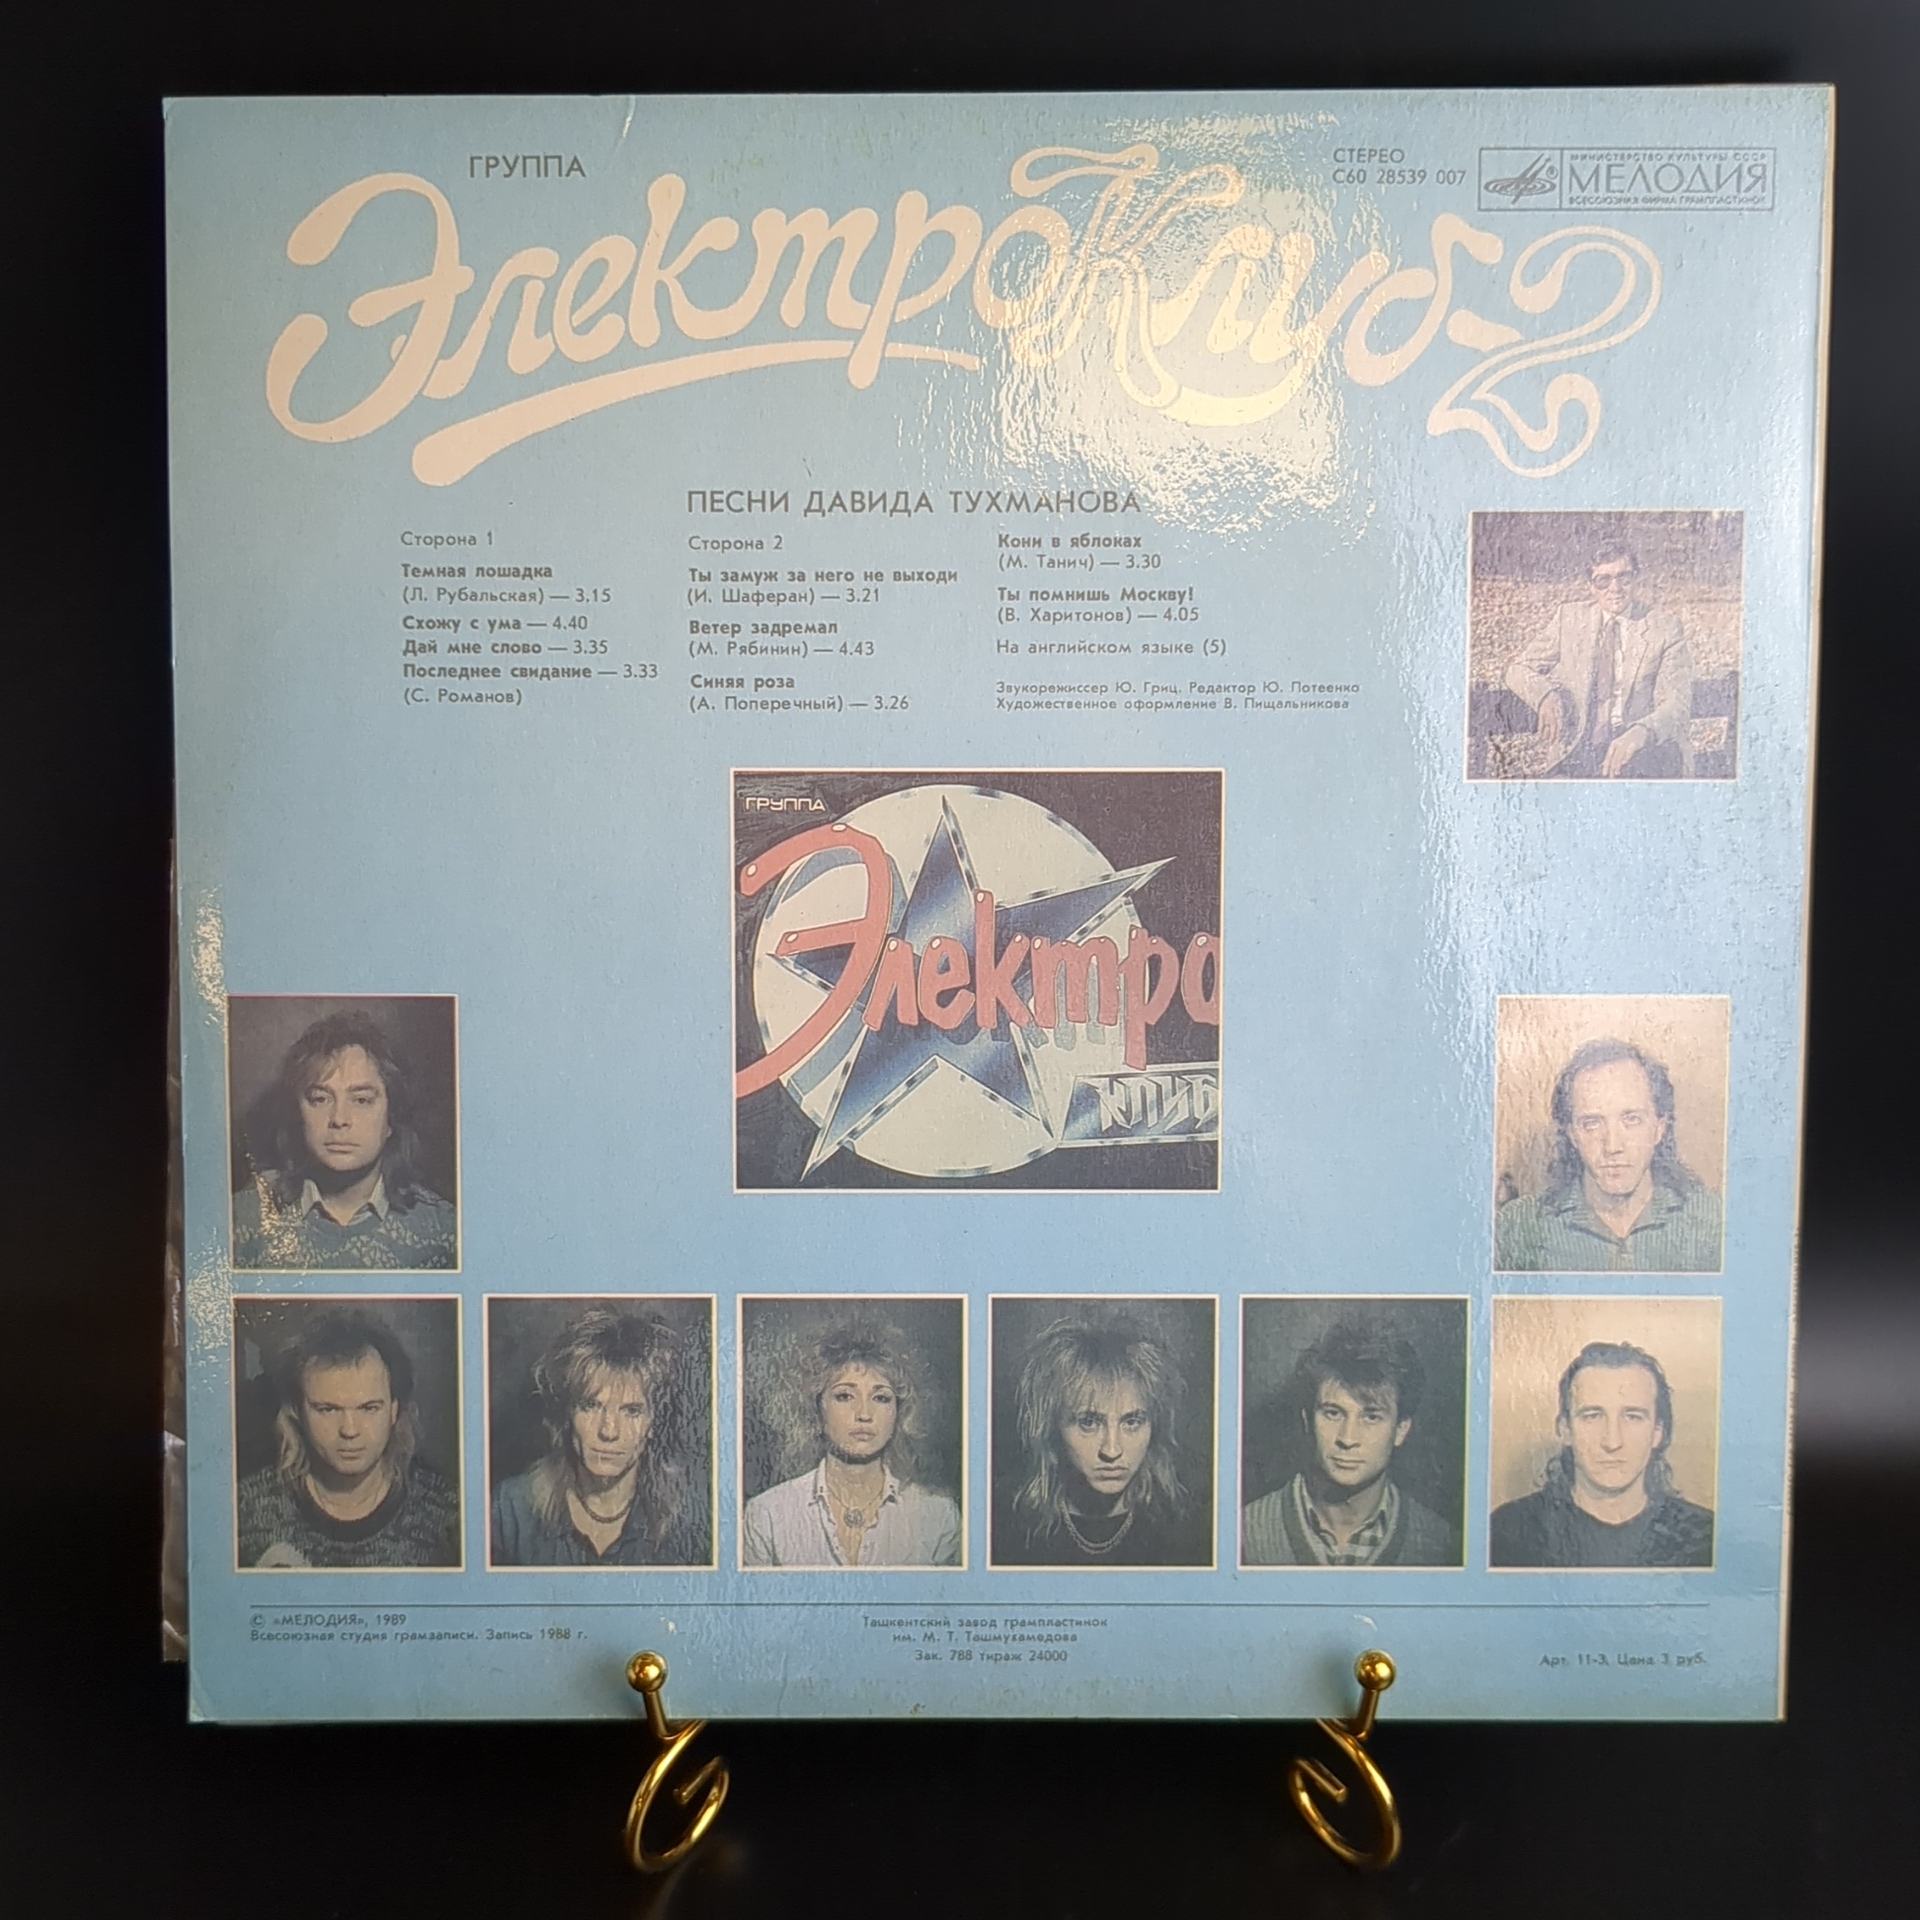 ГРУППА
ЭлектроКлуб-2
СТЕРЕО
С60 28539 007
МИНИСТЕРСТВО КУЛЬТУРЫ СССР
МЕЛОДИЯ
ВСЕСОЮЗНАЯ ФИРМА ГРАМПЛАСТИНОК
ПЕСНИ ДАВИДА ТУХМАНОВА
Сторона 1
Темная лошадка
(Л. Рубальская) — 3.15
Схожу с ума — 4.40
Дай мне слово — 3.35
Последнее свидание — 3.33
(С. Романов)
Сторона 2
Ты замуж за него не выходи
(И. Шаферан) — 3.21
Ветер задремал
(М. Рябинин) — 4.43
Синяя роза
(А. Поперечный) — 3.26
Кони в яблоках
(М. Танич) — 3.30
Ты помнишь Москву!
(В. Харитонов) — 4.05
На английском языке (5)
Звукорежиссер Ю. Гриц. Редактор Ю. Потеенко
Художественное оформление В. Пищальникова
ГРУППА
Электро
КЛУБ
© «МЕЛОДИЯ», 1989
Всесоюзная студия грамзаписи. Запись 1988 г.
Ташкентский завод грампластинок
им. М. Т. Ташмухамедова
Зак. 788 тираж 24000
Арт. 11-3. Цена 3 руб.